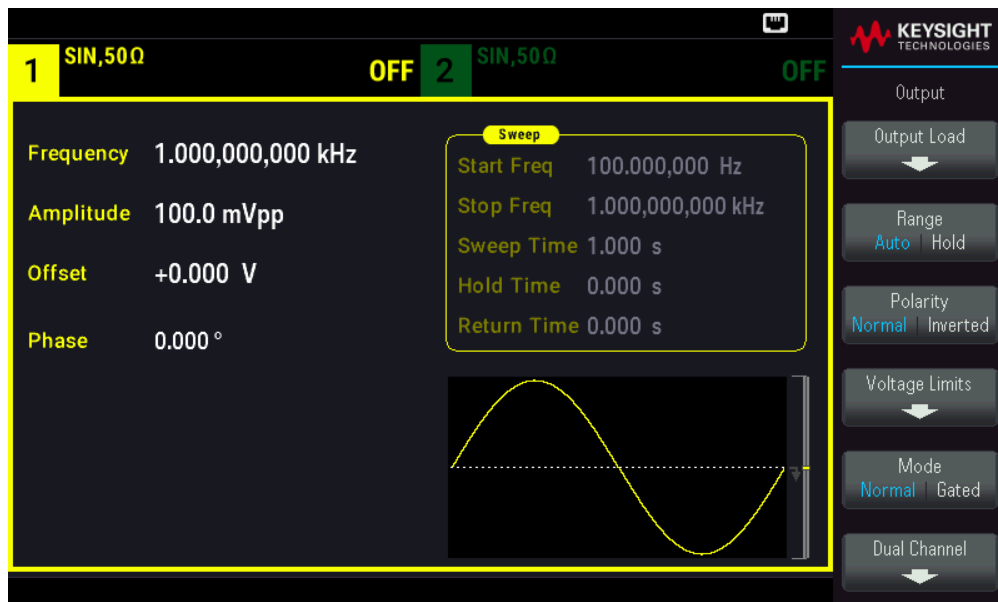 1 SIN,50Ω OFF 2 SIN,50Ω OFF
Frequency 1.000,000,000 kHz
Amplitude 100.0 mVpp
Offset +0.000 V
Phase 0.000 °
Sweep
Start Freq 100.000,000 Hz
Stop Freq 1.000,000,000 kHz
Sweep Time 1.000 s
Hold Time 0.000 s
Return Time 0.000 s
KEYSIGHT
TECHNOLOGIES
Output
Output Load
Range
Auto | Hold
Polarity
Normal | Inverted
Voltage Limits
Mode
Normal | Gated
Dual Channel